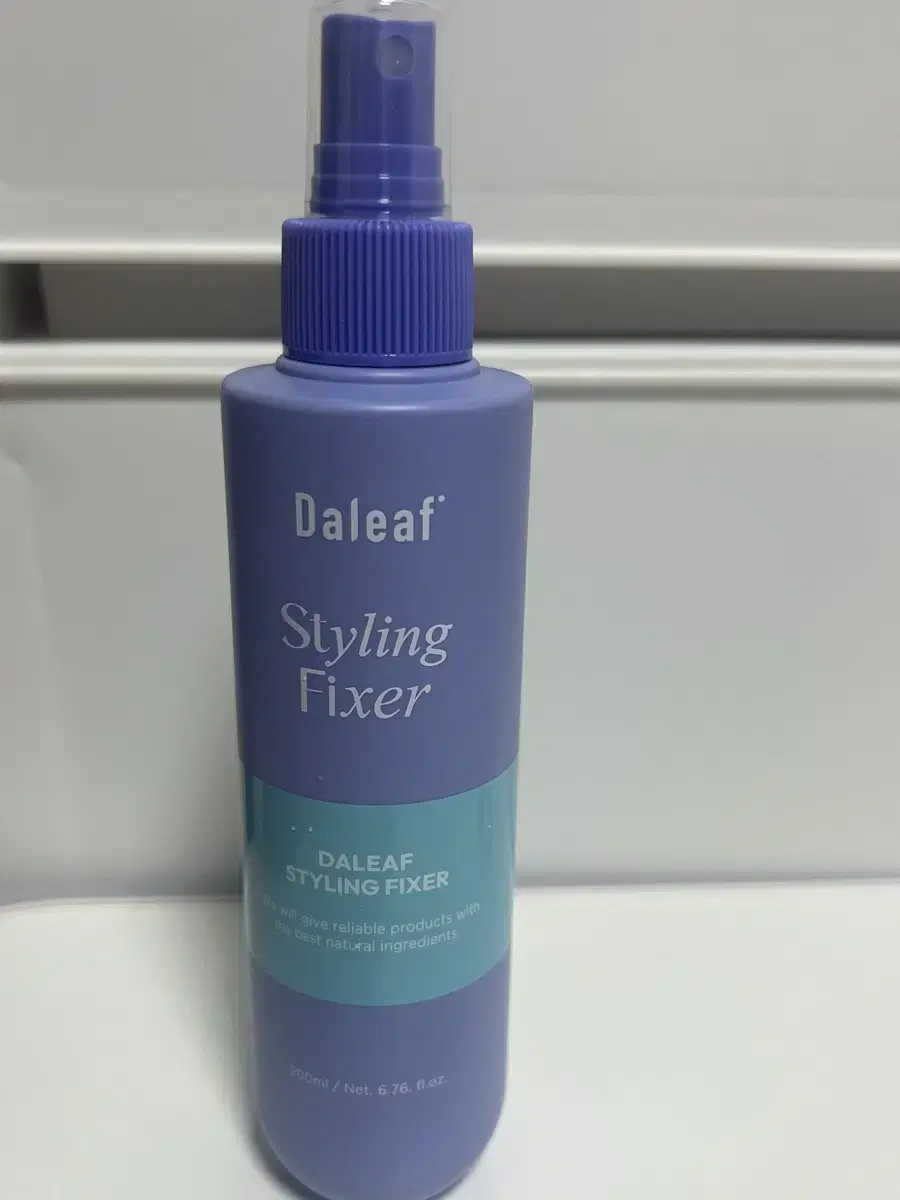 Daleaf
Styling
Fixer
DALEAF
STYLING FIXER
We will give reliable products with
the best natural ingredients
200ml / Net. 6.76. fl.oz.